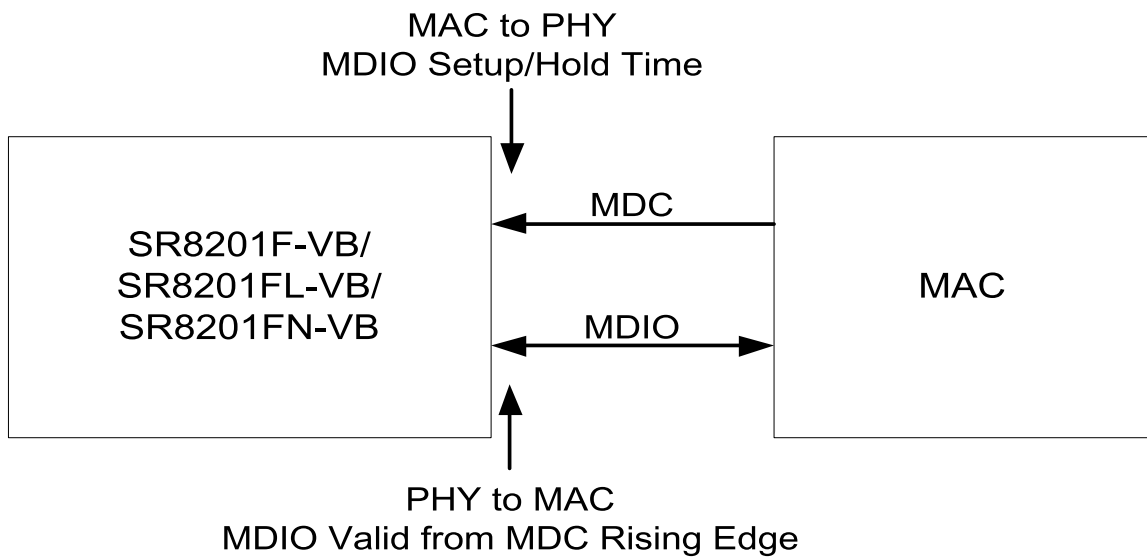 MAC to PHY
MDIO Setup/Hold Time
SR8201F-VB/
SR8201FL-VB/
SR8201FN-VB
MDC
MDIO
MAC
PHY to MAC
MDIO Valid from MDC Rising Edge